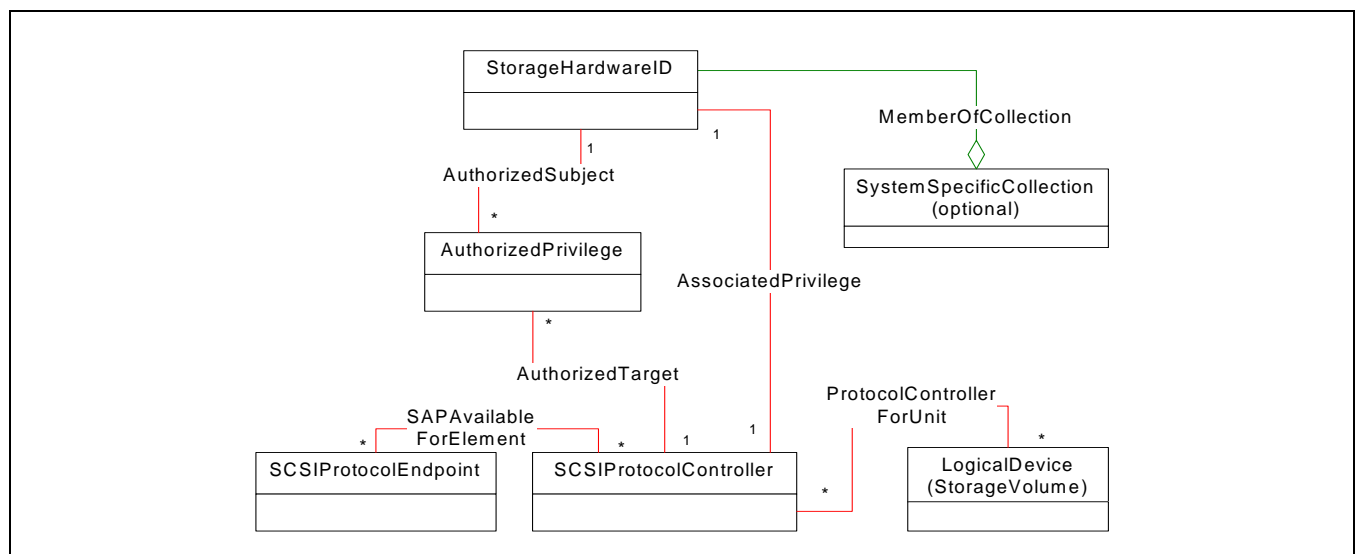 StorageHardwareID
MemberOfCollection
1
1
AuthorizedSubject
SystemSpecificCollection
(optional)
*
AuthorizedPrivilege
AssociatedPrivilege
*
AuthorizedTarget
ProtocolController
ForUnit
SAPAvailable
ForElement
*
*
1
1
*
SCSIProtocolEndpoint
SCSIProtocolController
LogicalDevice
(StorageVolume)
*